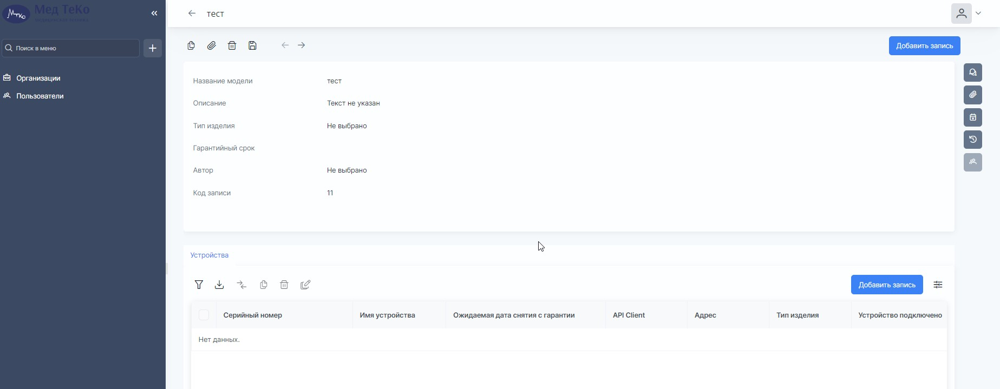 Мед ТеКо
МЕДИЦИНСКАЯ ТЕХНИКА
тест
Поиск в меню
Организации
Пользователи
Добавить запись
Название модели тест
Описание Текст не указан
Тип изделия Не выбрано
Гарантийный срок
Автор Не выбрано
Код записи 11
Устройства
Добавить запись
Серийный номер Имя устройства Ожидаемая дата снятия с гарантии API Client Адрес Тип изделия Устройство подключено
Нет данных.